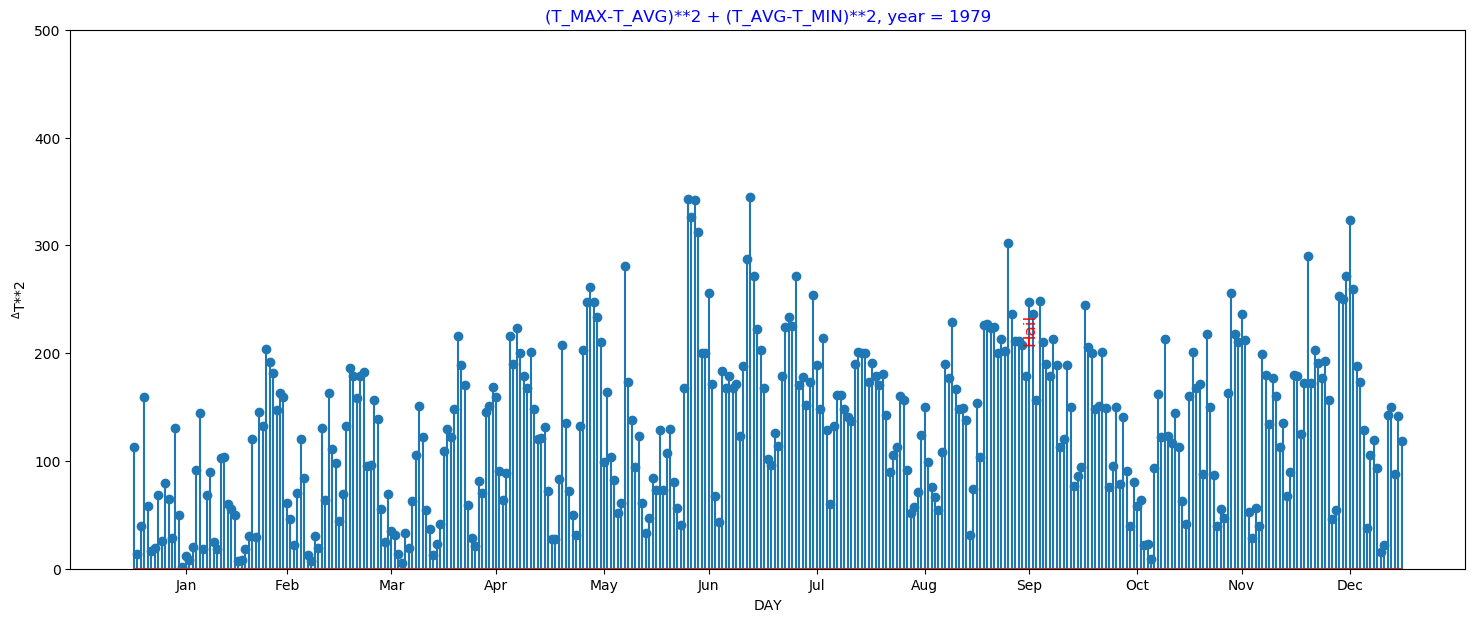 (T_MAX-T_AVG)**2 + (T_AVG-T_MIN)**2, year = 1979
500
400
300
200
100
0
ΔT**2
Hail
Jan Feb Mar Apr May Jun Jul Aug Sep Oct Nov Dec
DAY